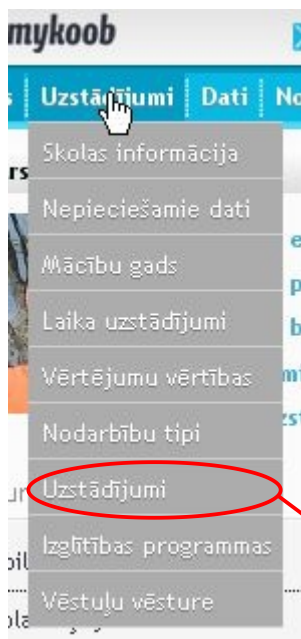 mykoob
Uzstādījumi Dati No
Skolas informācija
Nepieciešamie dati
Mācību gads
Laika uzstādījumi
Vērtējumu vērtības
Nodarbību tipi
Uzstādījumi
Izglītības programmas
Vēstuļu vēsture